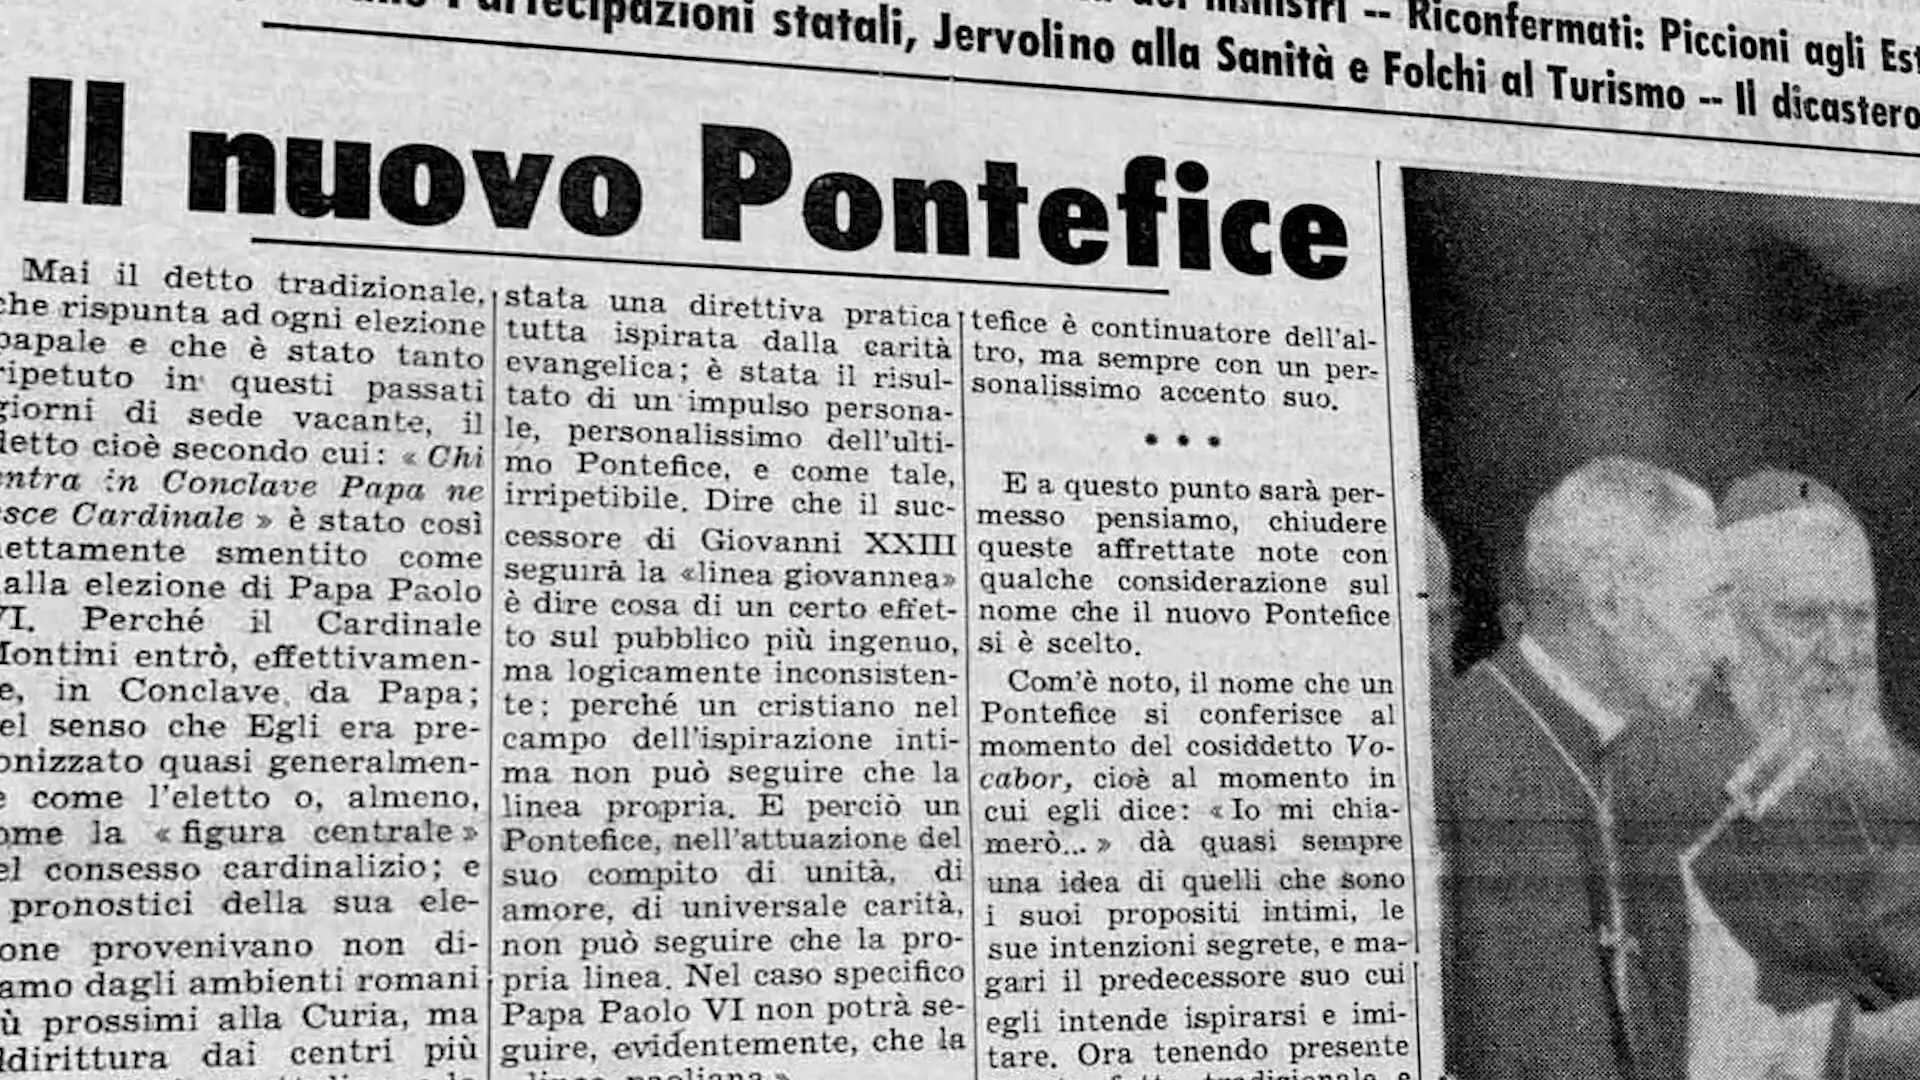 Partecipazioni statali, Jervolino alla Sanità e Folchi al Turismo -- Il dicastero
ministri -- Riconfermati: Piccioni agli
Il nuovo Pontefice
Mai il detto tradizionale,
che rispunta ad ogni elezione
papale e che è stato tanto
ripetuto in questi passati
giorni di sede vacante, il
detto cioè secondo cui: « Chi
entra in Conclave Papa ne
esce Cardinale » è stato così
nettamente smentito come
dalla elezione di Papa Paolo
VI. Perché il Cardinale
Montini entrò, effettivamen-
te, in Conclave da Papa;
nel senso che Egli era pre-
conizzato quasi generalmen-
te come l'eletto o, almeno,
come la « figura centrale »
del consesso cardinalizio; e
pronostici della sua ele-
zione provenivano non di-
ciamo dagli ambienti romani
più prossimi alla Curia, ma
addirittura dai centri più
stata una direttiva pratica
tutta ispirata dalla carità
evangelica; è stata il risul-
tato di un impulso persona-
le, personalissimo dell'ulti-
mo Pontefice, e come tale,
irripetibile. Dire che il suc-
cessore di Giovanni XXIII
seguirà la «linea giovannea»
è dire cosa di un certo effet-
to sul pubblico più ingenuo,
ma logicamente inconsisten-
te; perché un cristiano nel
campo dell'ispirazione inti-
ma non può seguire che la
linea propria. E perciò un
Pontefice, nell'attuazione del
suo compito di unità, di
amore, di universale carità,
non può seguire che la pro-
pria linea. Nel caso specifico
Papa Paolo VI non potrà se-
guire, evidentemente, che la
«linea paoliana»
tefice è continuatore dell'al-
tro, ma sempre con un per-
sonalissimo accento suo.
• • •
E a questo punto sarà per-
messo pensiamo, chiudere
queste affrettate note con
qualche considerazione sul
nome che il nuovo Pontefice
si è scelto.
Com'è noto, il nome che un
Pontefice si conferisce al
momento del cosiddetto Vo-
cabor, cioè al momento in
cui egli dice: « Io mi chia-
merò... » dà quasi sempre
una idea di quelli che sono
i suoi propositi intimi, le
sue intenzioni segrete, e ma-
gari il predecessore suo cui
egli intende ispirarsi e imi-
tare. Ora tenendo presente